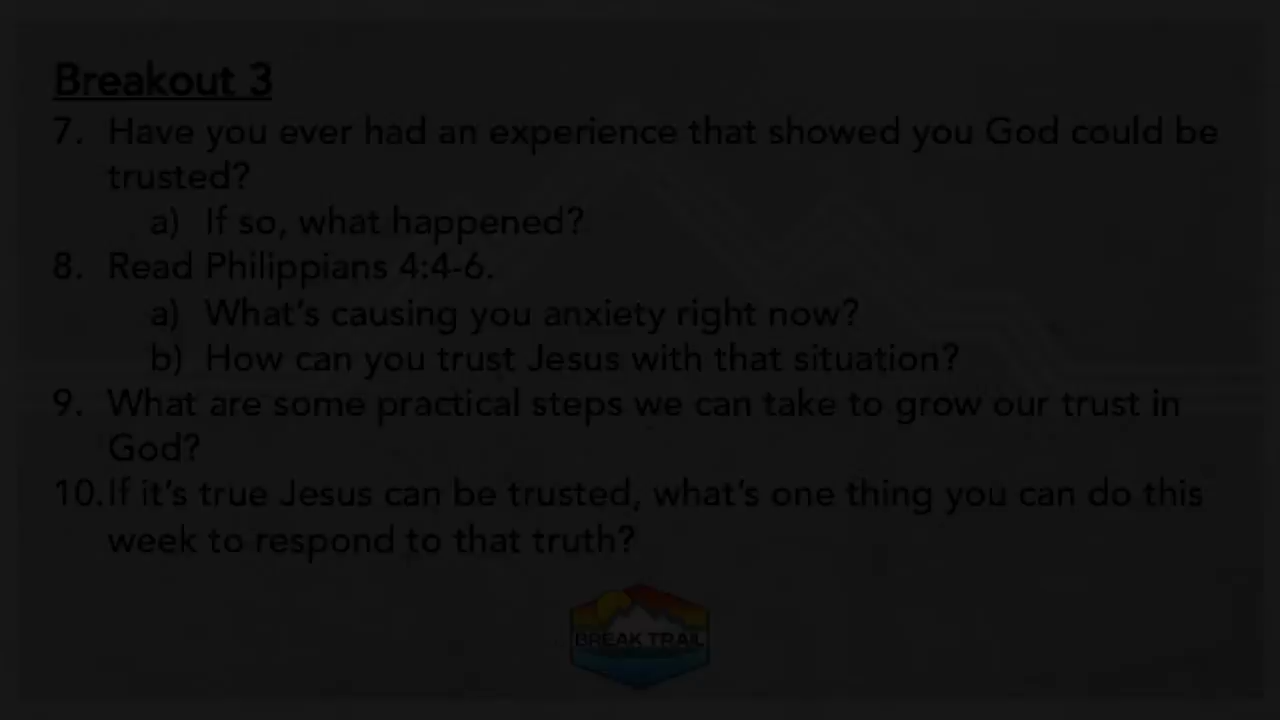 Breakout 3
7. Have you ever had an experience that showed you God could be
trusted?
a) If so, what happened?
8. Read Philippians 4:4-6.
a) What's causing you anxiety right now?
b) How can you trust Jesus with that situation?
9. What are some practical steps we can take to grow our trust in
God?
10. If it's true Jesus can be trusted, what's one thing you can do this
week to respond to that truth?
BREAK TRAIL